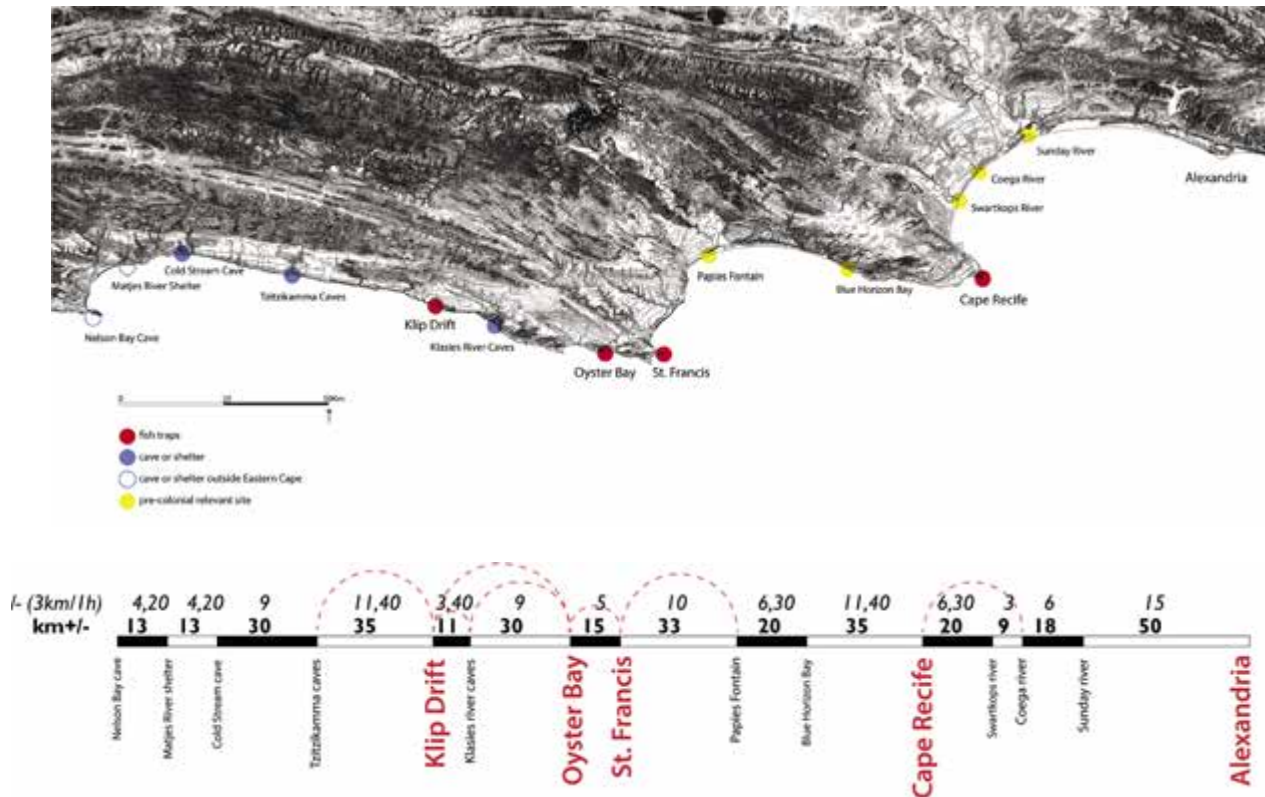 Sunday River
Coega River
Alexandria
Swartkops River
Cold Stream Cave
Matjes River Shelter
Papies Fontain
Tzitzikamma Caves
Blue Horizon Bay
Cape Recife
Klip Drift
Nelson Bay Cave
Klasies River Caves
Oyster Bay
St. Francis
0
fish traps
cave or shelter
cave or shelter outside Eastern Cape
pre-colonial relevant site
/- (3km/1h) 4,20 4,20 9 11,40 3,40 9 5 10 6,30 11,40 6,30 3 6 15
km+/- 13 13 30 35 11 30 15 33 20 35 20 9 18 50
Nelson Bay cave
Matjes River shelter
Cold Stream cave
Tzitzikamma caves
Klip Drift
Klasies river caves
Oyster Bay
St. Francis
Papies Fontain
Blue Horizon Bay
Cape Recife
Swartkops river
Coega river
Sunday river
Alexandria